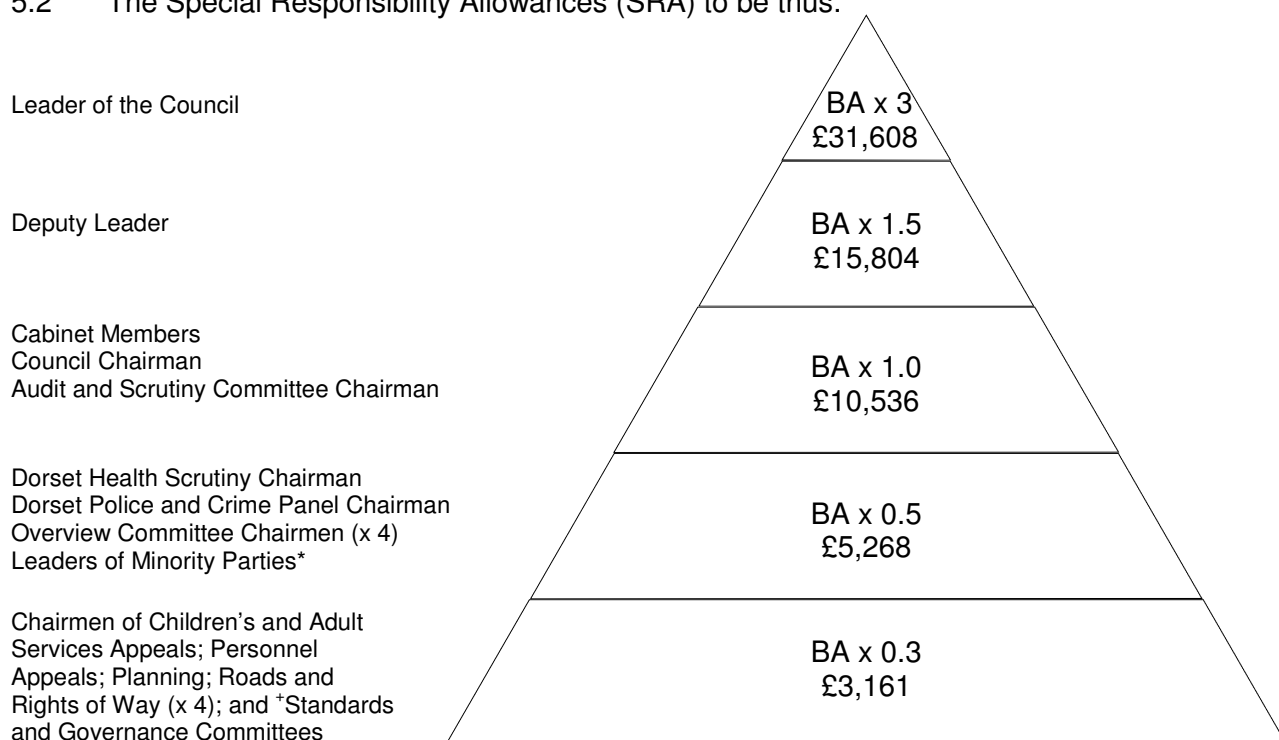 5.2 The Special Responsibility Allowances (SRA) to be thus:
Leader of the Council
BA x 3
£31,608
Deputy Leader
BA x 1.5
£15,804
Cabinet Members
Council Chairman
Audit and Scrutiny Committee Chairman
BA x 1.0
£10,536
Dorset Health Scrutiny Chairman
Dorset Police and Crime Panel Chairman
Overview Committee Chairmen (x 4)
Leaders of Minority Parties*
BA x 0.5
£5,268
Chairmen of Children’s and Adult
Services Appeals; Personnel
Appeals; Planning; Roads and
Rights of Way (x 4); and +Standards
and Governance Committees
BA x 0.3
£3,161